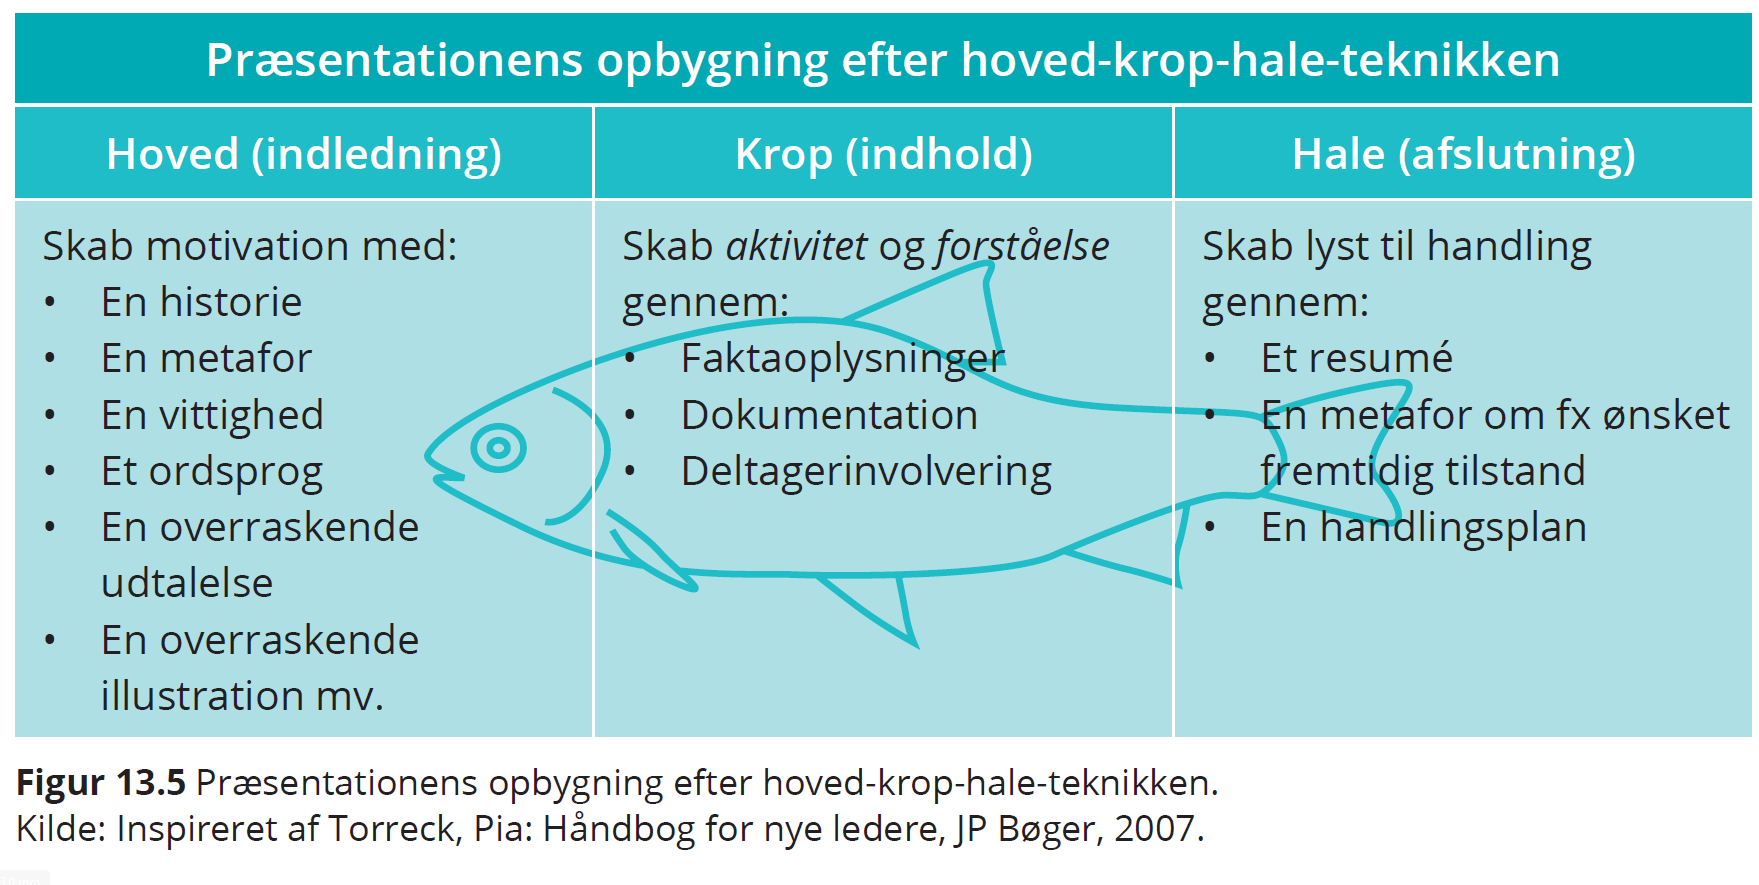 Præsentationens opbygning efter hoved-krop-hale-teknikken
Hoved (indledning)
Skab motivation med:
• En historie
• En metafor
• En vittighed
• Et ordsprog
• En overraskende
udtalelse
• En overraskende
illustration mv.
Krop (indhold)
Skab aktivitet og forståelse
gennem:
• Faktaoplysninger
• Dokumentation
• Deltagerinvolvering
Hale (afslutning)
Skab lyst til handling
gennem:
• Et resumé
• En metafor om fx ønsket
fremtidig tilstand
• En handlingsplan
Figur 13.5 Præsentationens opbygning efter hoved-krop-hale-teknikken.
Kilde: Inspireret af Torreck, Pia: Håndbog for nye ledere, JP Bøger, 2007.